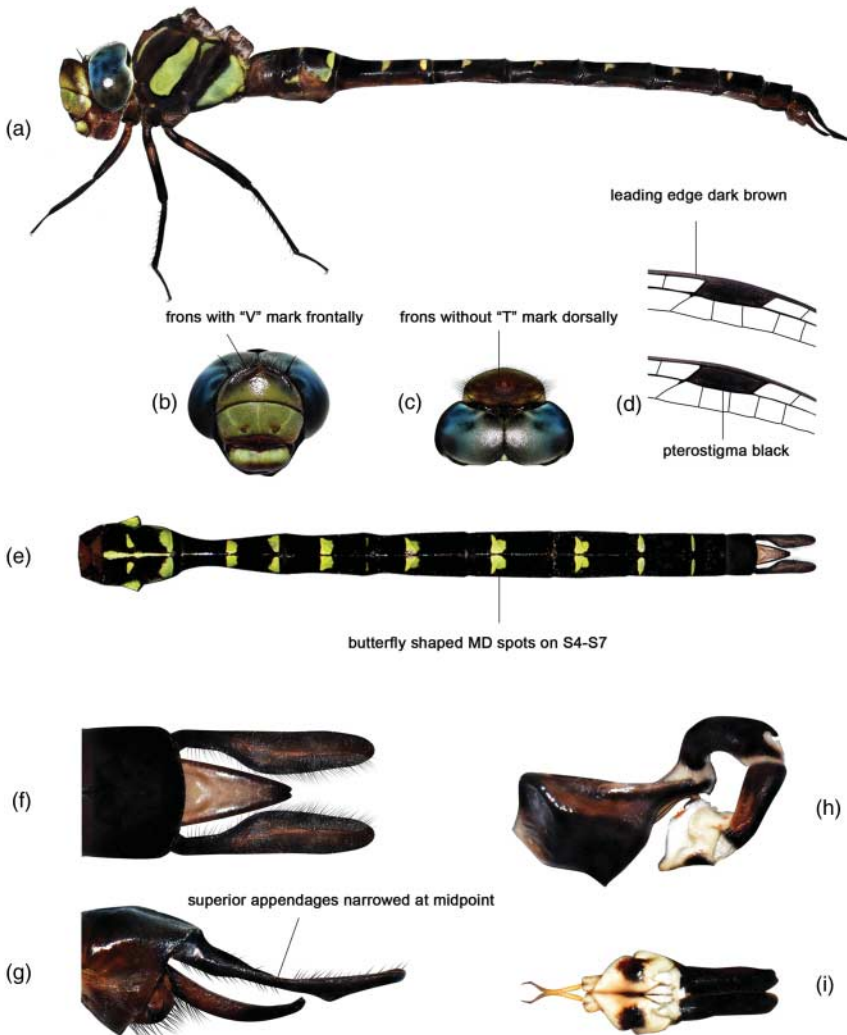 (a)
leading edge dark brown
frons with "V" mark frontally
frons without "T" mark dorsally
(b)
(c)
(d)
pterostigma black
(e)
butterfly shaped MD spots on S4-S7
(f)
(h)
superior appendages narrowed at midpoint
(g)
(i)